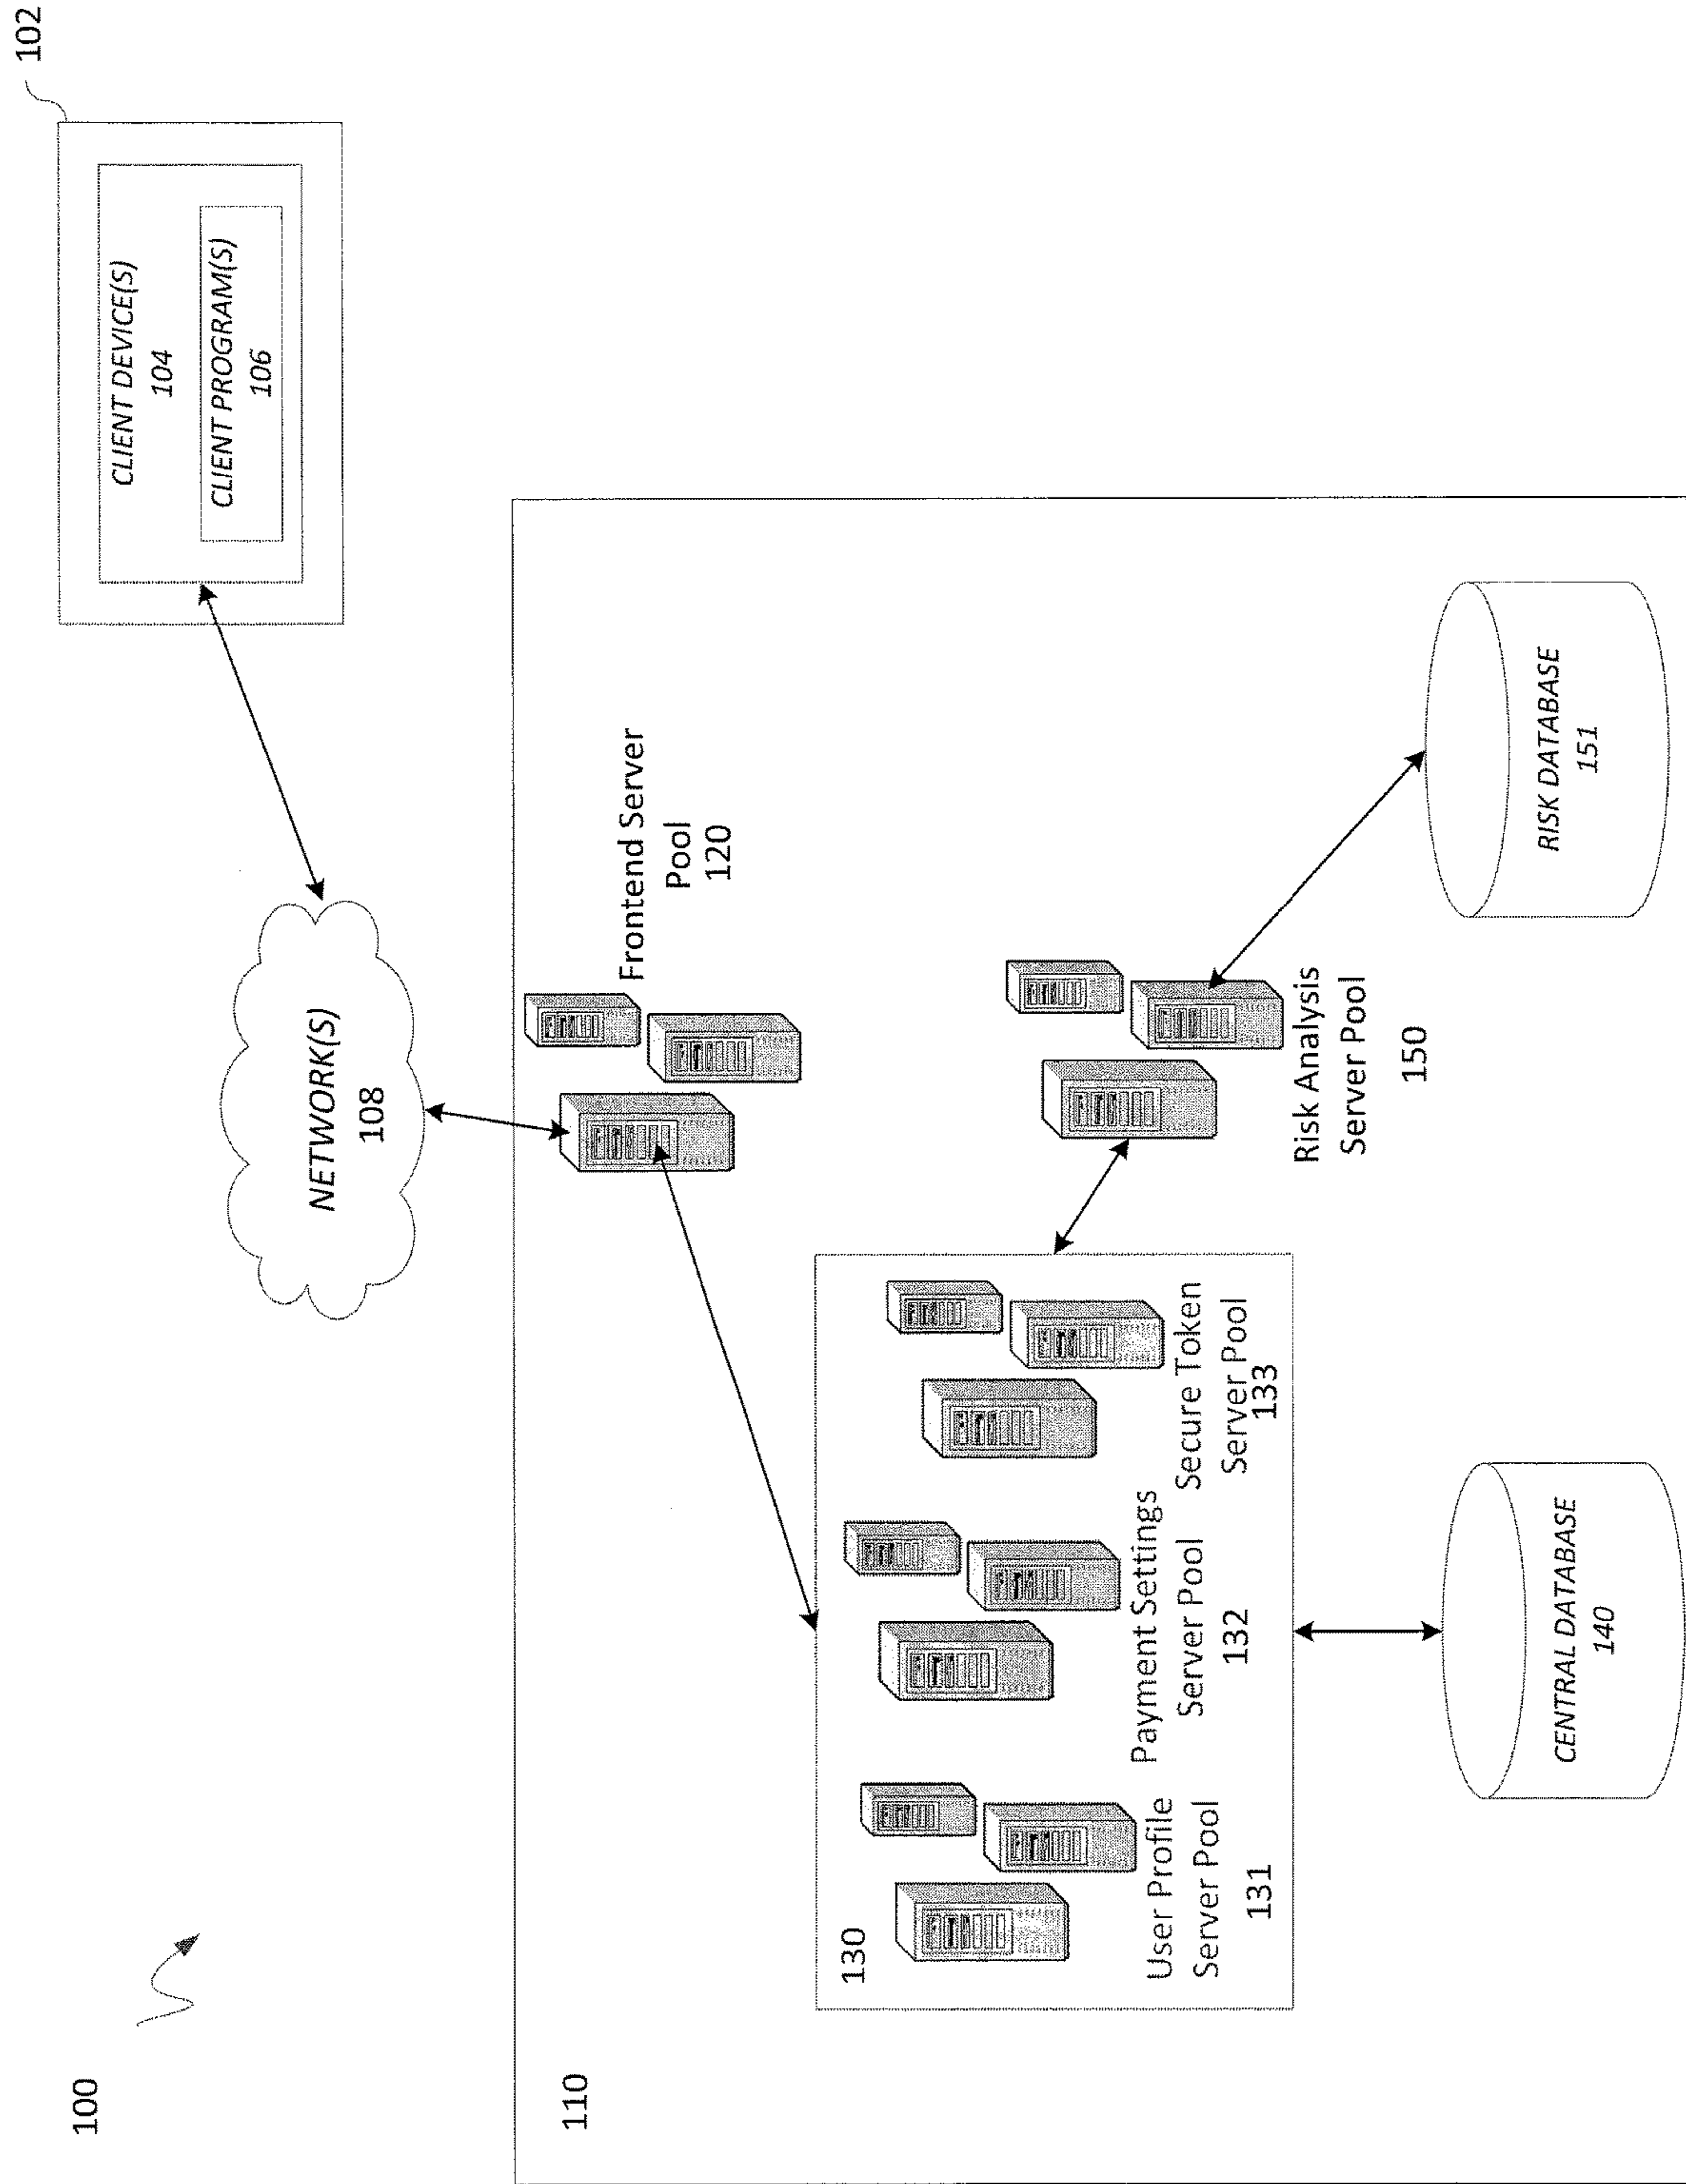 100
102
CLIENT DEVICE(S)
104
CLIENT PROGRAM(S)
106
NETWORK(S)
108
110
Frontend Server
Pool
120
130
User Profile
Server Pool
131
Payment Settings
Server Pool
132
Secure Token
Server Pool
133
Risk Analysis
Server Pool
150
CENTRAL DATABASE
140
RISK DATABASE
151